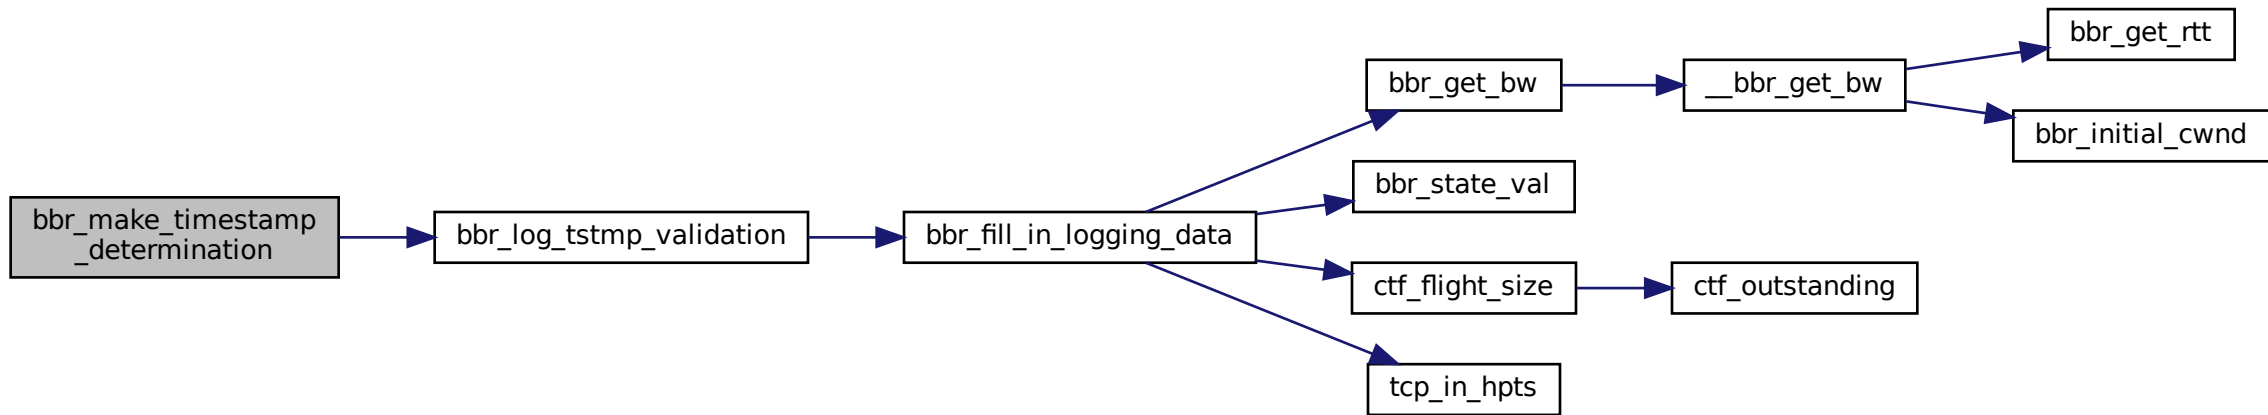 bbr_make_timestamp
_determination
bbr_log_tstmp_validation
bbr_fill_in_logging_data
bbr_get_bw
__bbr_get_bw
bbr_get_rtt
bbr_initial_cwnd
bbr_state_val
ctf_flight_size
ctf_outstanding
tcp_in_hpts